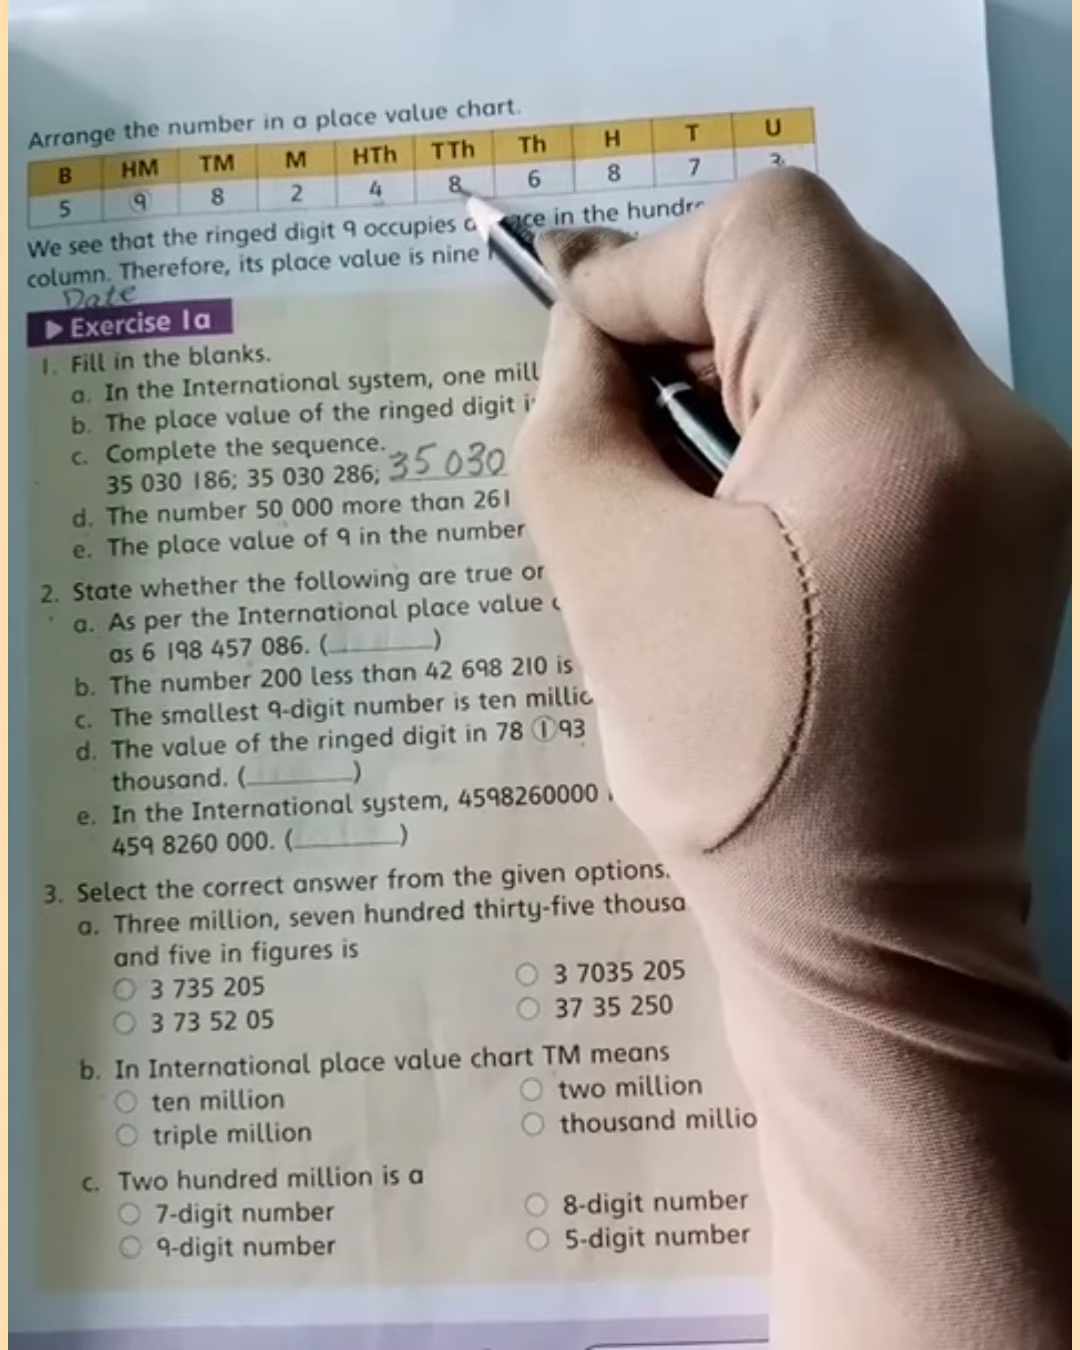 Arrange the number in a place value chart.
B HM TM M HTh TTh Th H T U
5 9 8 2 4 8 6 8 7
We see that the ringed digit 9 occupies in the
column. Therefore, its place value is nine
Date
Exercise 1a
1. Fill in the blanks.
a. In the International system, one
b. The place value of the ringed digit
c. Complete the sequence.
35 030 186; 35 030 286; 35 030
d. The number 50 000 more than 261
e. The place value of 9 in the number
2. State whether the following are true or
a. As per the International place value
as 6 198 457 086. (________)
b. The number 200 less than 42 698 210 is
c. The smallest 9-digit number is ten
d. The value of the ringed digit in 78 ①93
thousand. (________)
e. In the International system, 4598260000
459 8260 000. (________)
3. Select the correct answer from the given options.
a. Three million, seven hundred thirty-five
and five in figures is
3 735 205 3 7035 205
3 73 52 05 37 35 250
b. In International place value chart TM means
ten million two million
triple million thousand
c. Two hundred million is a
7-digit number 8-digit number
9-digit number 5-digit number